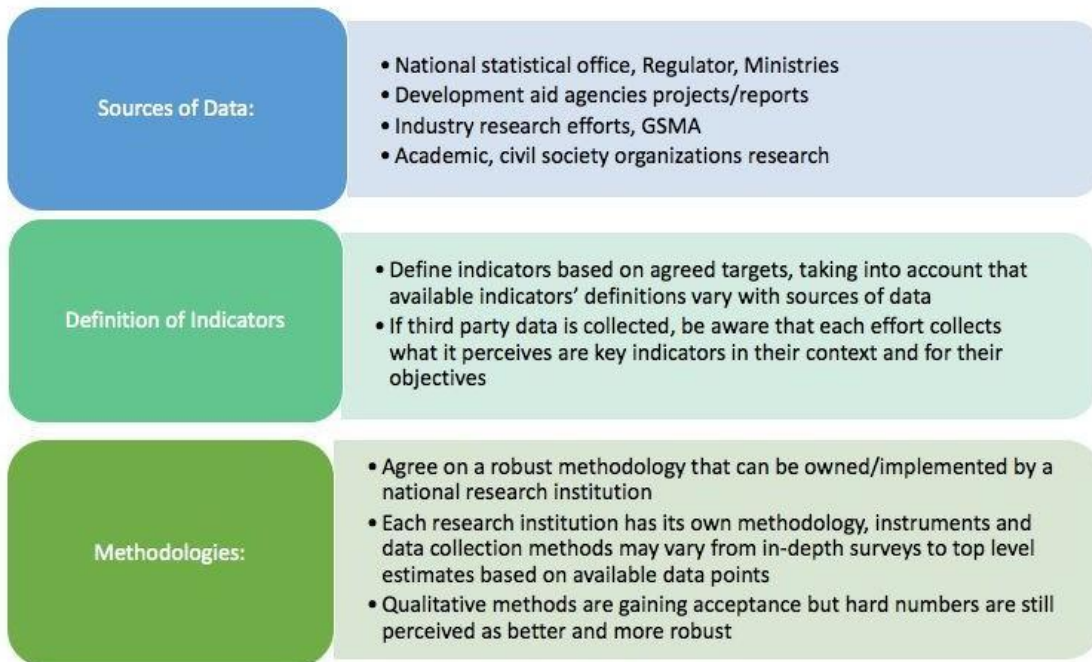 Sources of Data:
• National statistical office, Regulator, Ministries
• Development aid agencies projects/reports
• Industry research efforts, GSMA
• Academic, civil society organizations research
Definition of Indicators
• Define indicators based on agreed targets, taking into account that
available indicators’ definitions vary with sources of data
• If third party data is collected, be aware that each effort collects
what it perceives are key indicators in their context and for their
objectives
Methodologies:
• Agree on a robust methodology that can be owned/implemented by a
national research institution
• Each research institution has its own methodology, instruments and
data collection methods may vary from in-depth surveys to top level
estimates based on available data points
• Qualitative methods are gaining acceptance but hard numbers are still
perceived as better and more robust